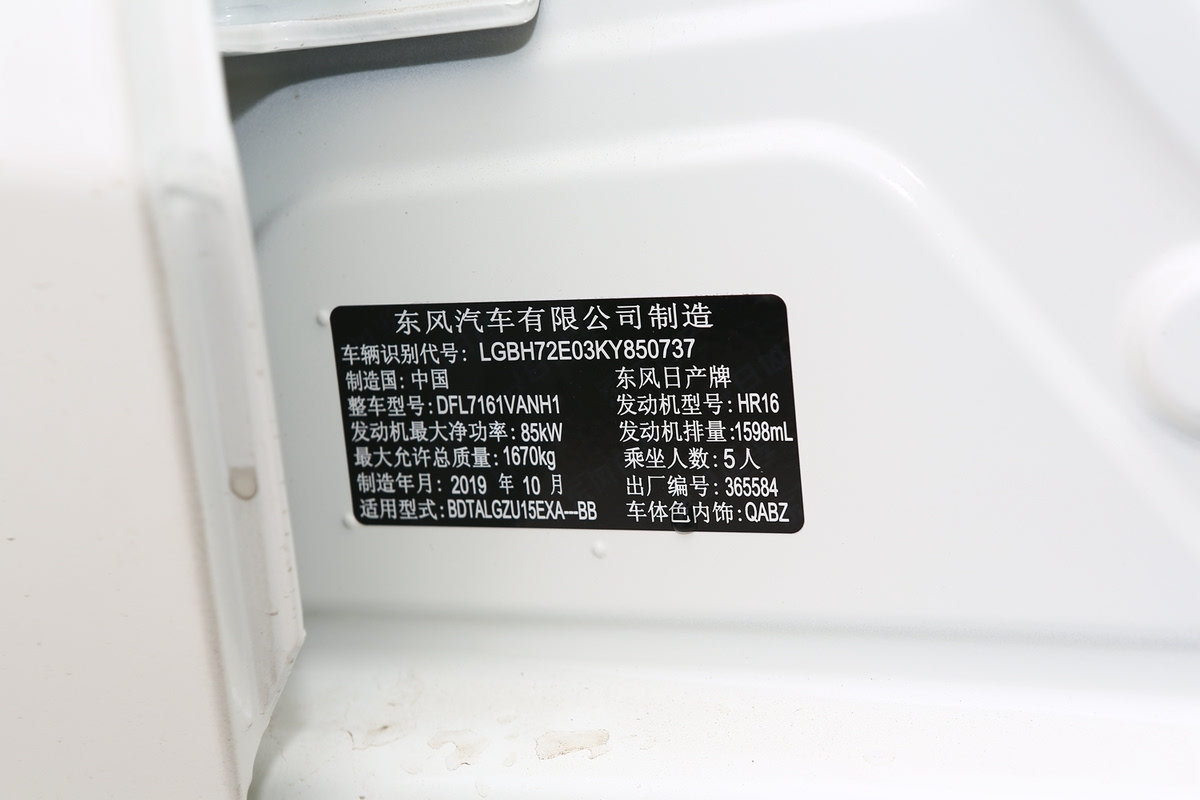 东风汽车有限公司制造
车辆识别代号: LGBH72E03KY850737
制造国: 中国 东风日产牌
整车型号:DFL7161VANH1 发动机型号: HR16
发动机最大净功率: 85kW 发动机排量:1598mL
最大允许总质量: 1670kg 乘坐人数: 5 人
制造年月: 2019 年 10 月 出厂编号: 365584
适用型式:BDTALGZU15EXA---BB 车体色内饰:QABZ